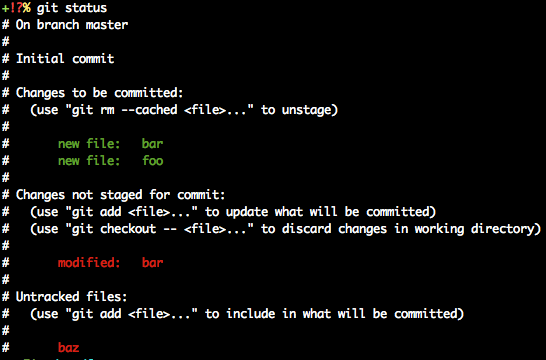 +!?% git status
# On branch master
#
# Initial commit
#
# Changes to be committed:
#   (use "git rm --cached <file>..." to unstage)
#
#       new file:   bar
#       new file:   foo
#
# Changes not staged for commit:
#   (use "git add <file>..." to update what will be committed)
#   (use "git checkout -- <file>..." to discard changes in working directory)
#
#       modified:   bar
#
# Untracked files:
#   (use "git add <file>..." to include in what will be committed)
#
#       baz